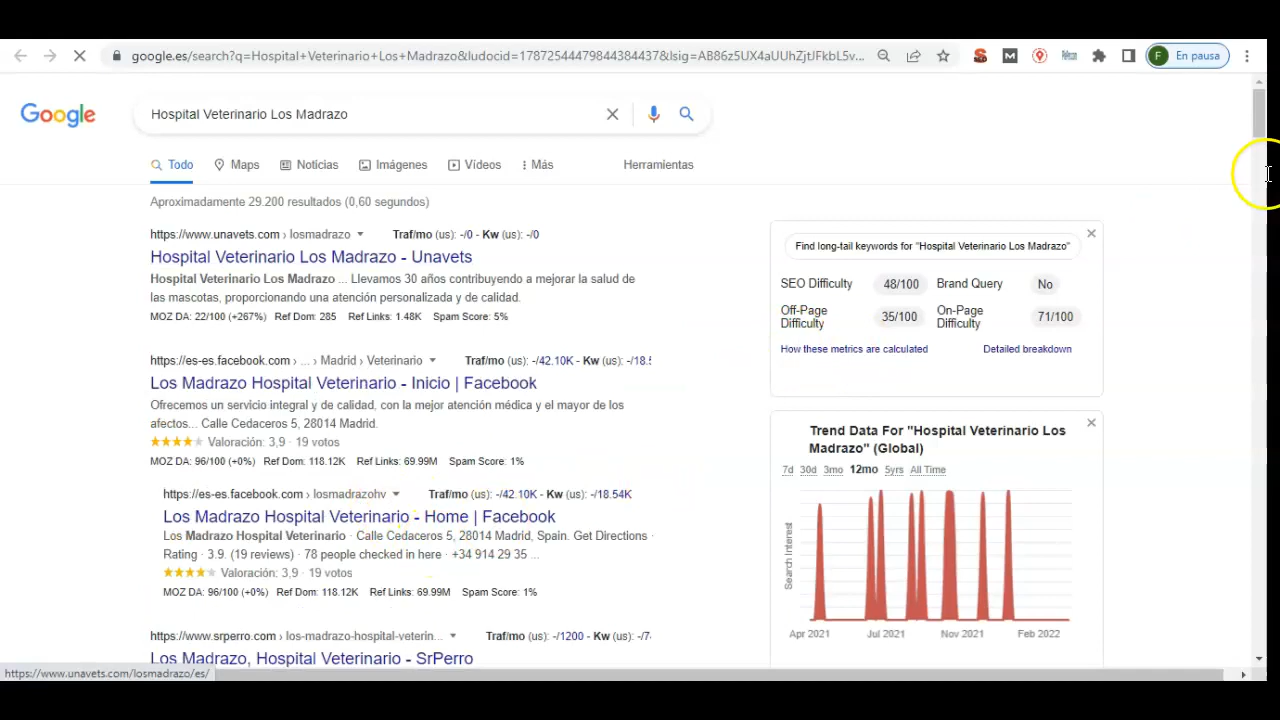 google.es/search?q=Hospital+Veterinario+Los+Madrazo&ludocid=17872544479844384437&lsig=AB86z5UX4aUUhZjtJFkbL5v...
F En pausa
Google
Hospital Veterinario Los Madrazo
Todo Maps Noticias Imágenes Vídeos Más Herramientas
Aproximadamente 29.200 resultados (0,60 segundos)
https://www.unavets.com › losmadrazo Traf/mo (us): -/0 - Kw (us): -/0
Hospital Veterinario Los Madrazo - Unavets
Hospital Veterinario Los Madrazo ... Llevamos 30 años contribuyendo a mejorar la salud de
las mascotas, proporcionando una atención personalizada y de calidad.
MOZ DA: 22/100 (+267%) Ref Dom: 285 Ref Links: 1.48K Spam Score: 5%
https://es-es.facebook.com › ... › Madrid › Veterinario Traf/mo (us): -/42.10K - Kw (us): -/18.5
Los Madrazo Hospital Veterinario - Inicio | Facebook
Ofrecemos un servicio integral y de calidad, con la mejor atención médica y el mayor de los
afectos... Calle Cedaceros 5, 28014 Madrid.
Valoración: 3,9 · 19 votos
MOZ DA: 96/100 (+0%) Ref Dom: 118.12K Ref Links: 69.99M Spam Score: 1%
https://es-es.facebook.com › losmadrazohv Traf/mo (us): -/42.10K - Kw (us): -/18.54K
Los Madrazo Hospital Veterinario - Home | Facebook
Los Madrazo Hospital Veterinario · Calle Cedaceros 5, 28014 Madrid, Spain. Get Directions ·
Rating · 3.9. (19 reviews) · 78 people checked in here · +34 914 29 35 ...
Valoración: 3,9 · 19 votos
MOZ DA: 96/100 (+0%) Ref Dom: 118.12K Ref Links: 69.99M Spam Score: 1%
https://www.srperro.com › los-madrazo-hospital-veterin... Traf/mo (us): -/1200 - Kw (us): -/7
Los Madrazo, Hospital Veterinario - SrPerro
https://www.unavets.com/losmadrazo/es/
Find long-tail keywords for "Hospital Veterinario Los Madrazo"
SEO Difficulty 48/100 Brand Query No
Off-Page Difficulty 35/100 On-Page Difficulty 71/100
How these metrics are calculated Detailed breakdown
Trend Data For "Hospital Veterinario Los
Madrazo" (Global)
7d 30d 3mo 12mo 5yrs All Time
Search Interest
Apr 2021 Jul 2021 Nov 2021 Feb 2022